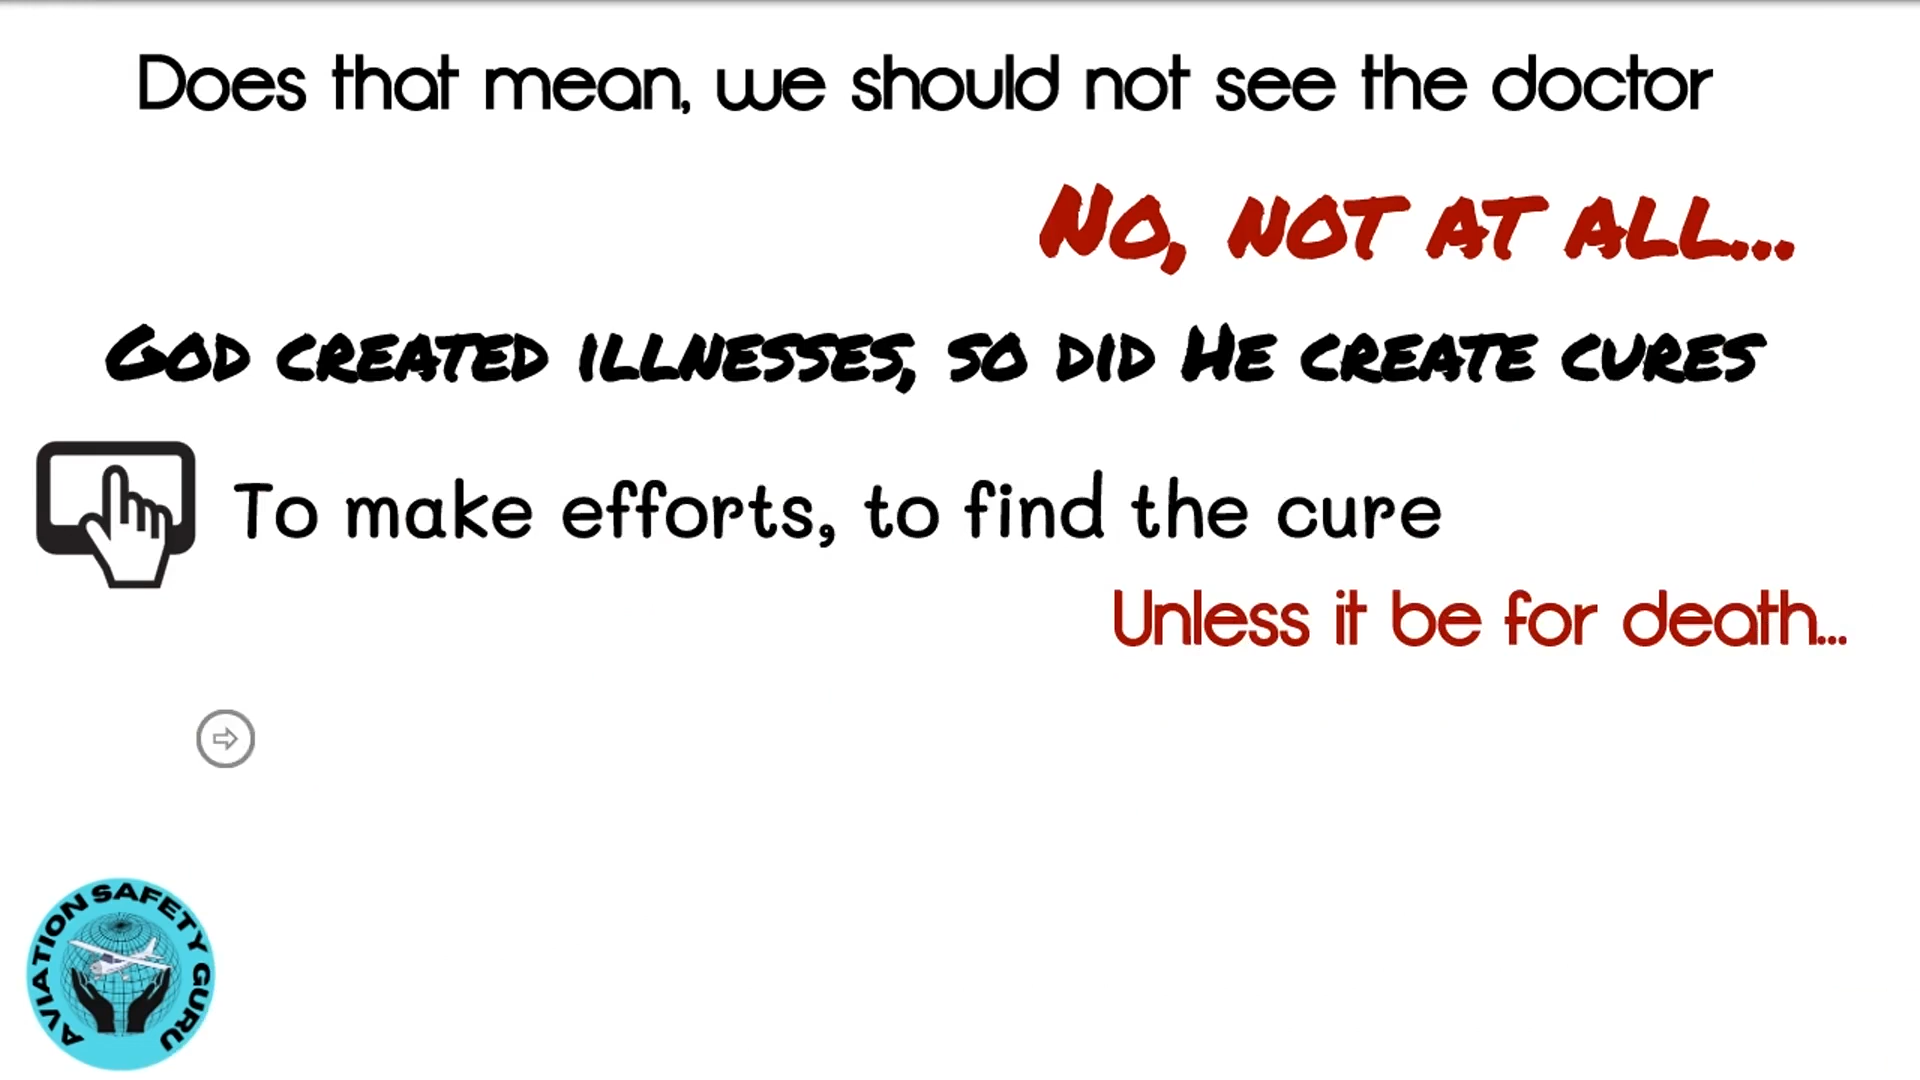 Does that mean, we should not see the doctor
No, not at all...
God created illnesses, so did He create cures
To make efforts, to find the cure
Unless it be for death...
AVIATION SAFETY GURU